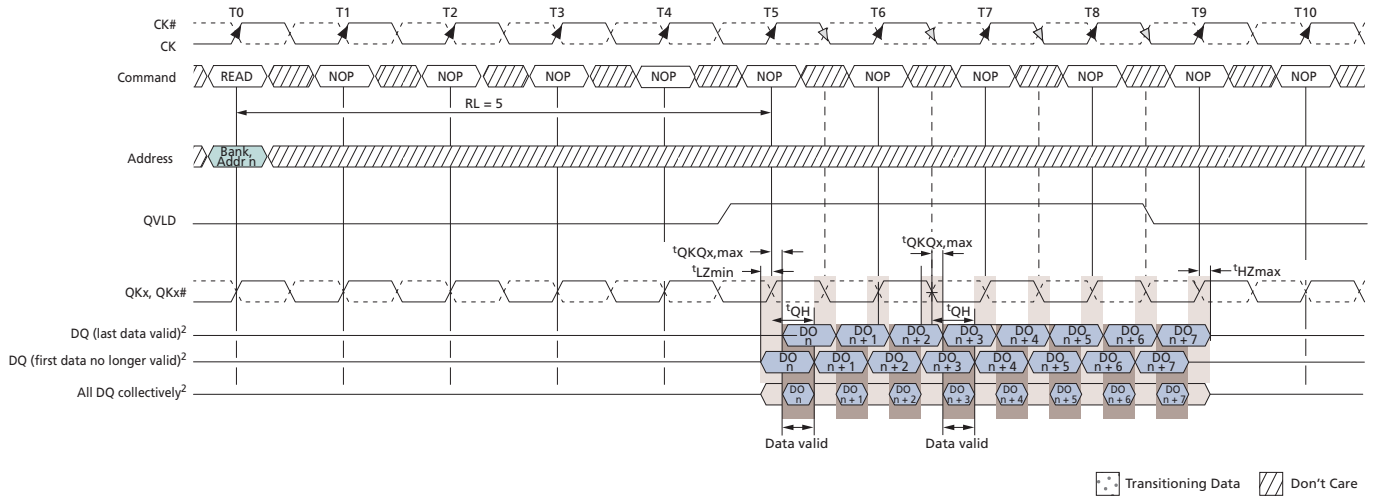 T0 T1 T2 T3 T4 T5 T6 T7 T8 T9 T10
CK#
CK
Command READ NOP NOP NOP NOP NOP NOP NOP NOP NOP NOP
RL = 5
Address Bank, Addr n
QVLD
tQKQx,max tQKQx,max
tLZmin tHZmax
QKx, QKx#
tQH tQH
DQ (last data valid)2 DO n DO n + 1 DO n + 2 DO n + 3 DO n + 4 DO n + 5 DO n + 6 DO n + 7
DQ (first data no longer valid)2 DO n DO n + 1 DO n + 2 DO n + 3 DO n + 4 DO n + 5 DO n + 6 DO n + 7
All DQ collectively2 DO n DO n + 1 DO n + 2 DO n + 3 DO n + 4 DO n + 5 DO n + 6 DO n + 7
Data valid Data valid
Transitioning Data Don't Care